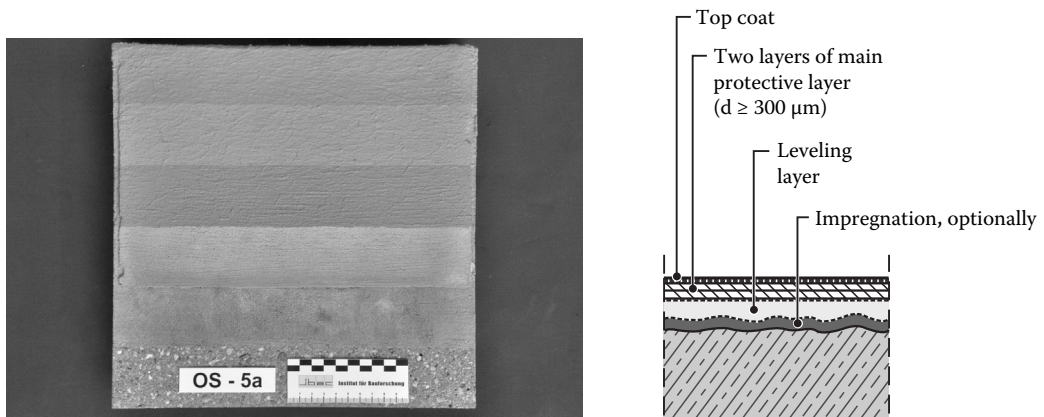 OS - 5a
ibac Institut für Bauforschung
Top coat
Two layers of main
protective layer
(d ≥ 300 μm)
Leveling
layer
Impregnation, optionally